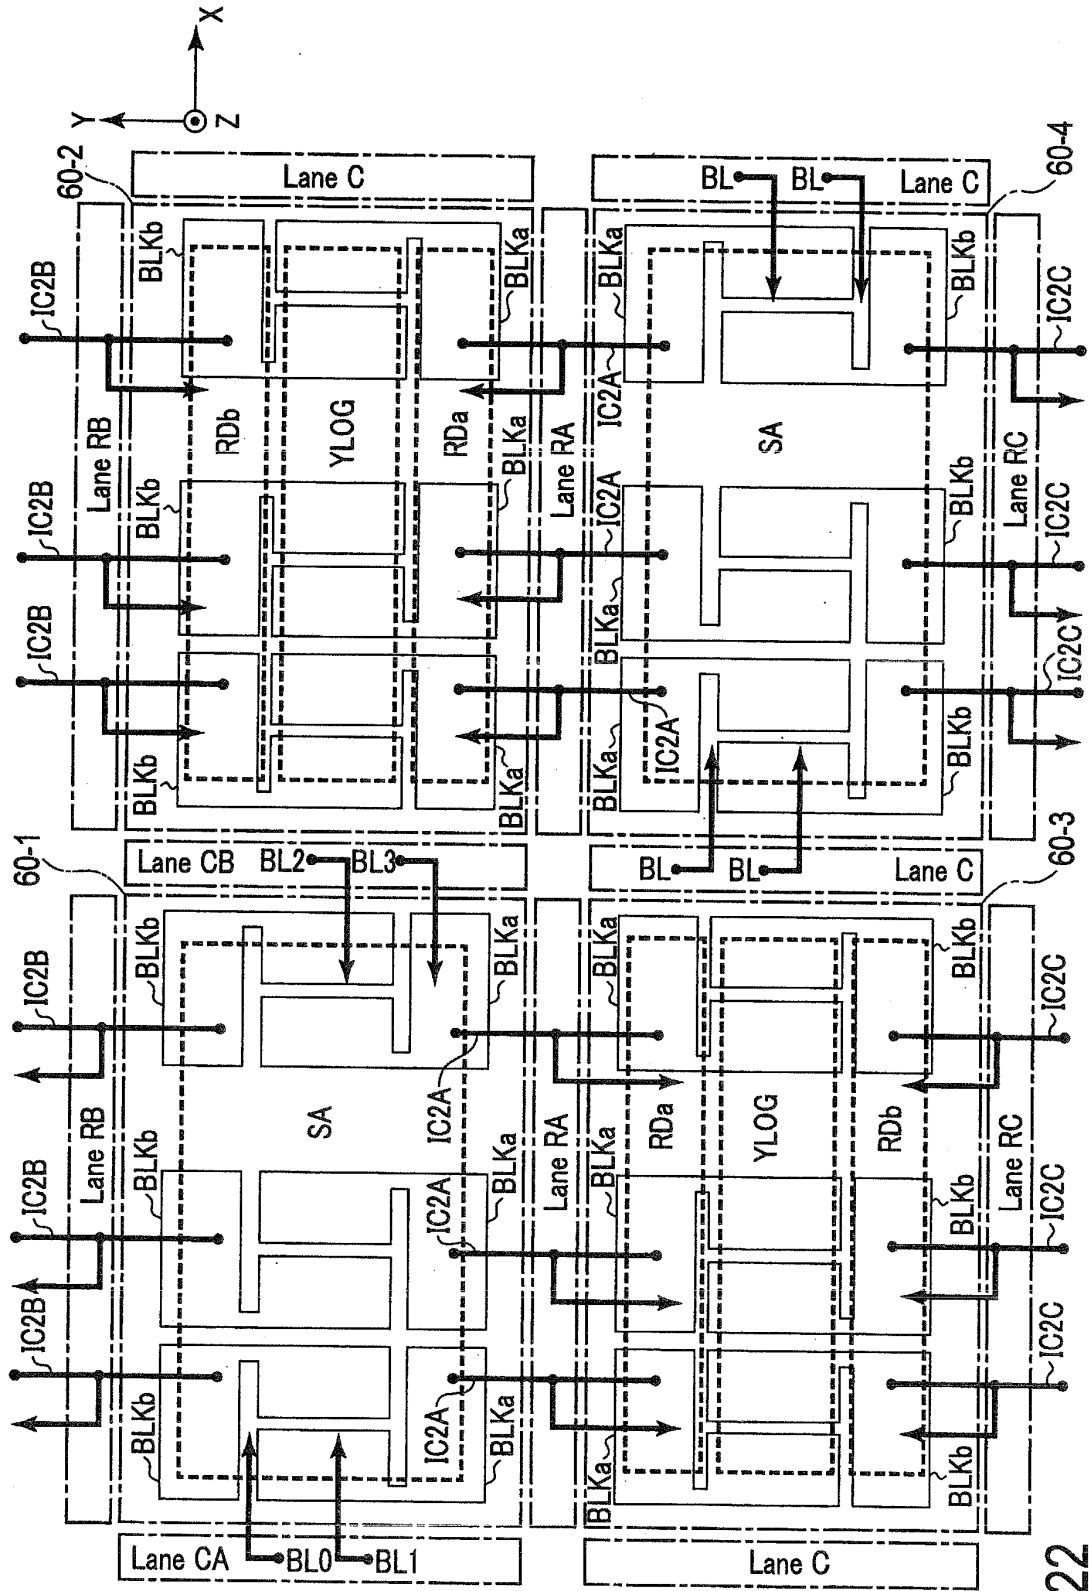 X
Y
Z
60-2
60-4
Lane C
BL
BL
Lane C
IC2B
IC2B
IC2B
Lane RB
BLKb
BLKb
BLKb
RDb
YLOG
RDa
BLKa
BLKa
BLKa
Lane RA
IC2A
IC2A
IC2A
BLKa
BLKa
BLKa
SA
BLKb
BLKb
BLKb
Lane RC
IC2C
IC2C
IC2C
60-1
60-3
Lane CB
BL2
BL3
BL
BL
Lane C
IC2B
IC2B
IC2B
Lane RB
BLKb
BLKb
BLKb
SA
IC2A
IC2A
IC2A
BLKa
BLKa
BLKa
Lane RA
BLKa
BLKa
BLKa
RDa
YLOG
RDb
BLKb
BLKb
BLKb
Lane RC
IC2C
IC2C
IC2C
Lane CA
BL0
BL1
Lane C
22